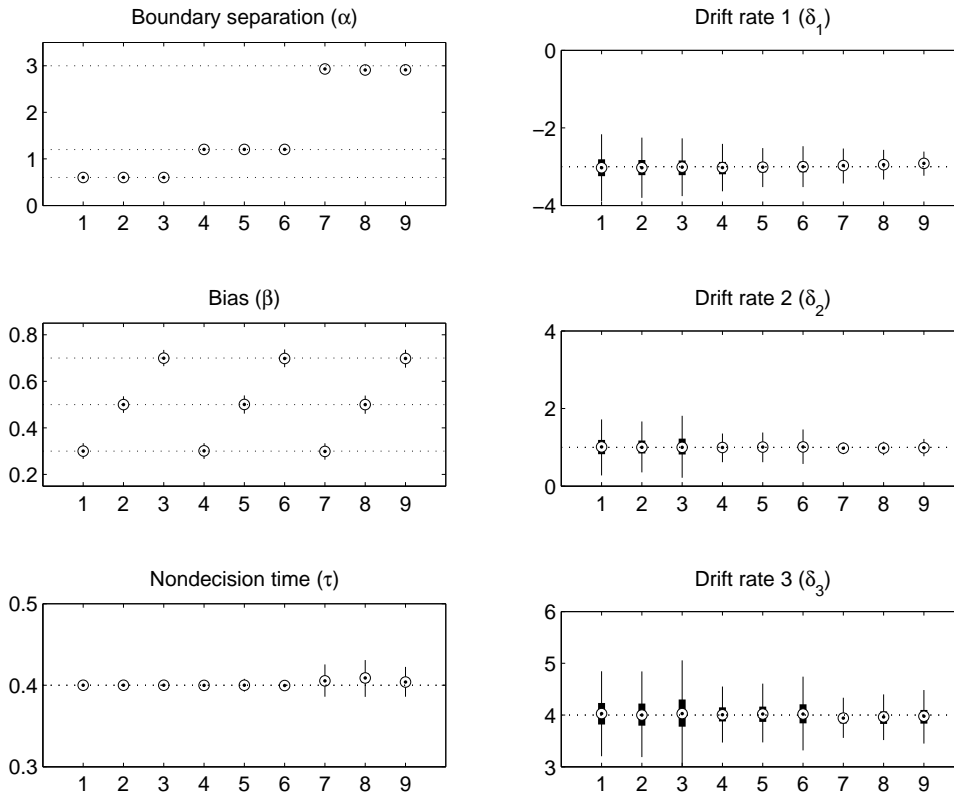 Boundary separation (α)
3
2
1
0
1 2 3 4 5 6 7 8 9
Drift rate 1 (δ1)
0
−2
−4
1 2 3 4 5 6 7 8 9
Bias (β)
0.8
0.6
0.4
0.2
1 2 3 4 5 6 7 8 9
Drift rate 2 (δ2)
4
2
0
1 2 3 4 5 6 7 8 9
Nondecision time (τ)
0.5
0.4
0.3
1 2 3 4 5 6 7 8 9
Drift rate 3 (δ3)
6
5
4
3
1 2 3 4 5 6 7 8 9